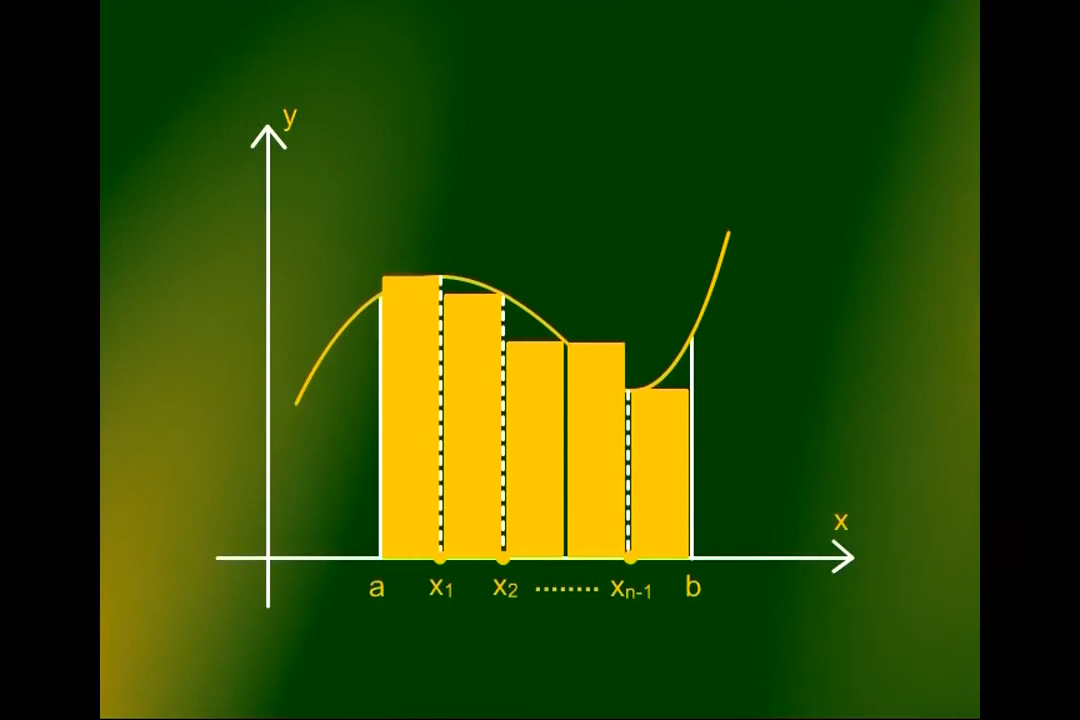 y
x
a x₁ x₂ ........ xₙ₋₁ b